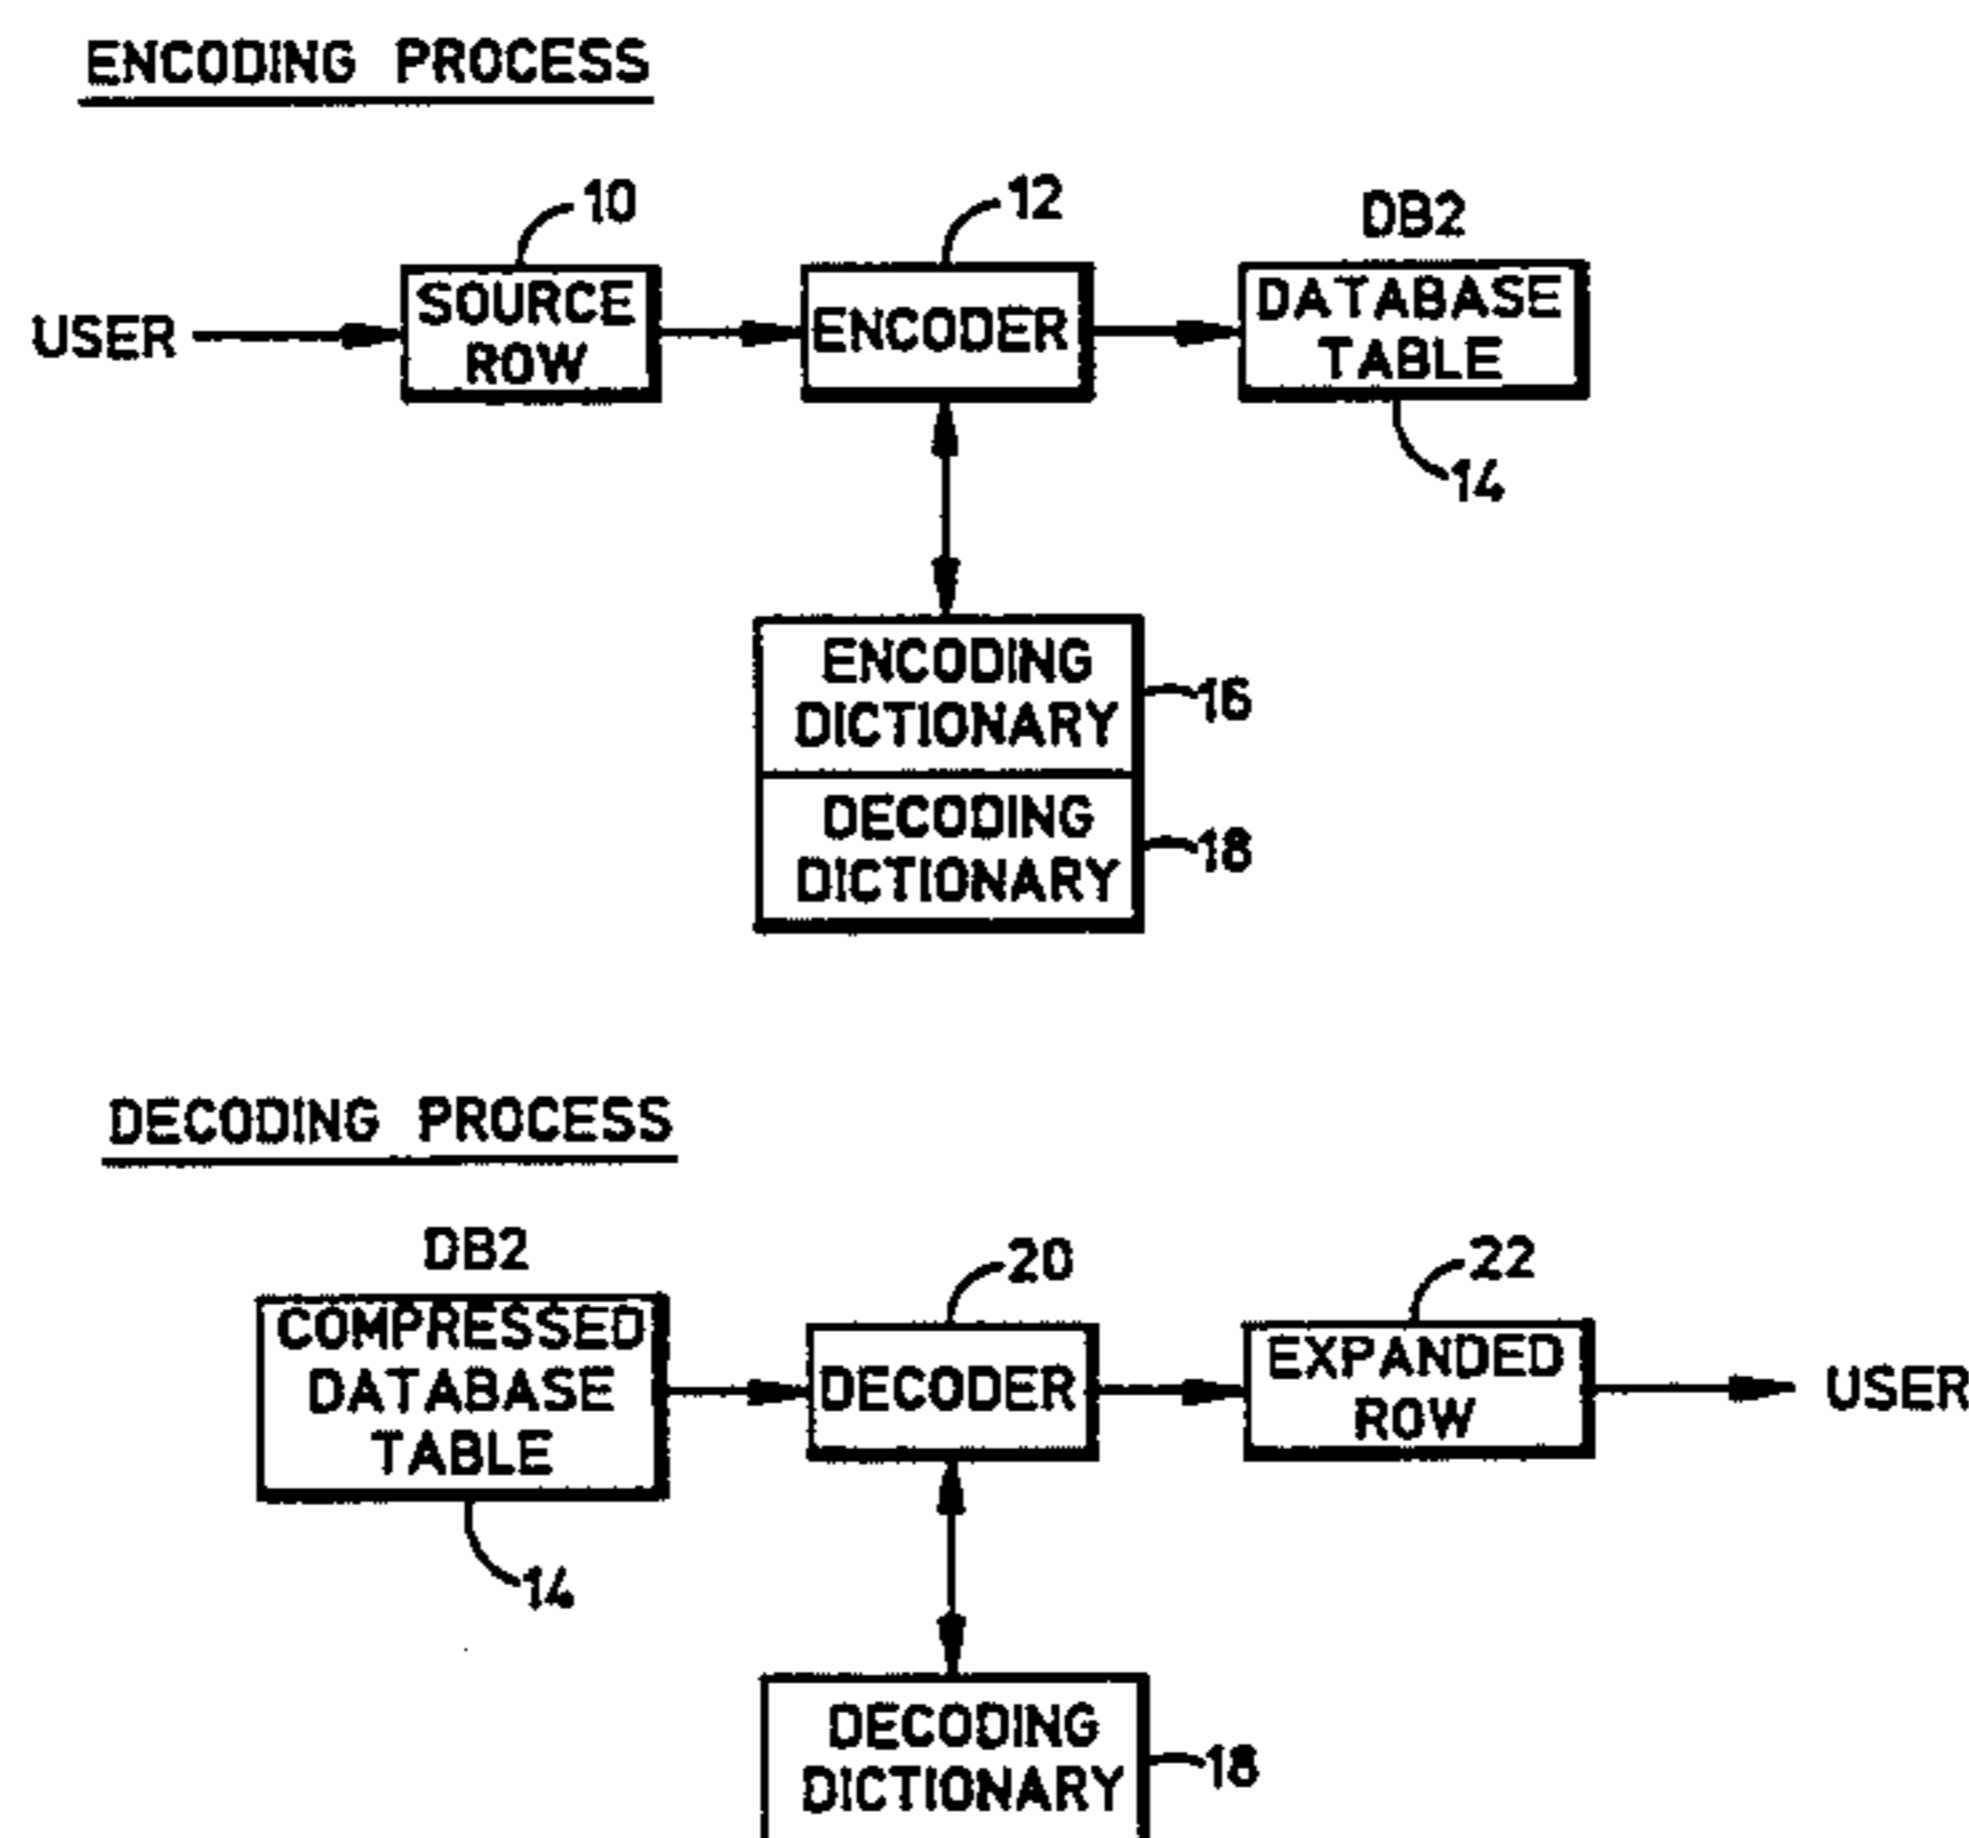 ENCODING PROCESS
10
12
DB2
USER
SOURCE
ROW
ENCODER
DATABASE
TABLE
14
ENCODING
DICTIONARY
16
DECODING
DICTIONARY
18
DECODING PROCESS
DB2
20
22
COMPRESSED
DATABASE
TABLE
DECODER
EXPANDED
ROW
USER
14
DECODING
DICTIONARY
18